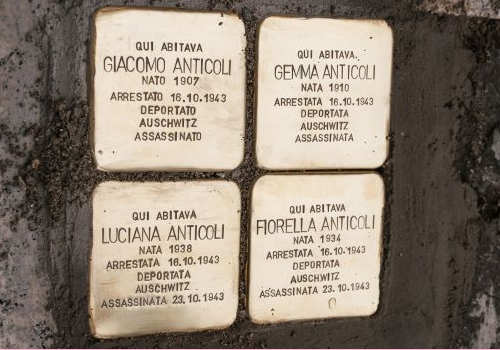 QUI ABITAVA
GIACOMO ANTICOLI
NATO 1907
ARRESTATO 16.10.1943
DEPORTATO
AUSCHWITZ
ASSASSINATO
QUI ABITAVA
GEMMA ANTICOLI
NATA 1910
ARRESTATA 16.10.1943
DEPORTATA
AUSCHWITZ
ASSASSINATA
QUI ABITAVA
LUCIANA ANTICOLI
NATA 1938
ARRESTATA 16.10.1943
DEPORTATA
AUSCHWITZ
ASSASSINATA 23.10.1943
QUI ABITAVA
FIORELLA ANTICOLI
NATA 1934
ARRESTATA 16.10.1943
DEPORTATA
AUSCHWITZ
ASSASSINATA 23.10.1943